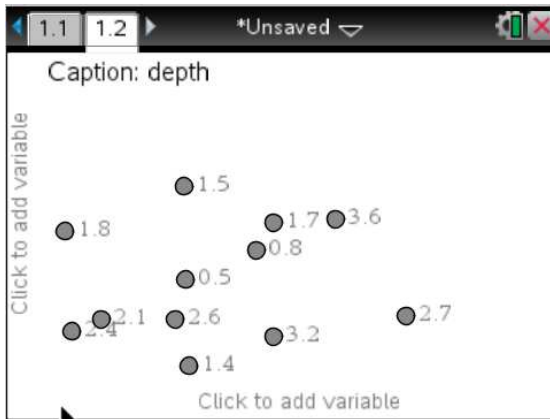 1.1 1.2 *Unsaved
Caption: depth
Click to add variable
1.5
1.7 3.6
1.8
0.8
0.5
2.1 2.6 2.7
2.4 3.2
1.4
Click to add variable